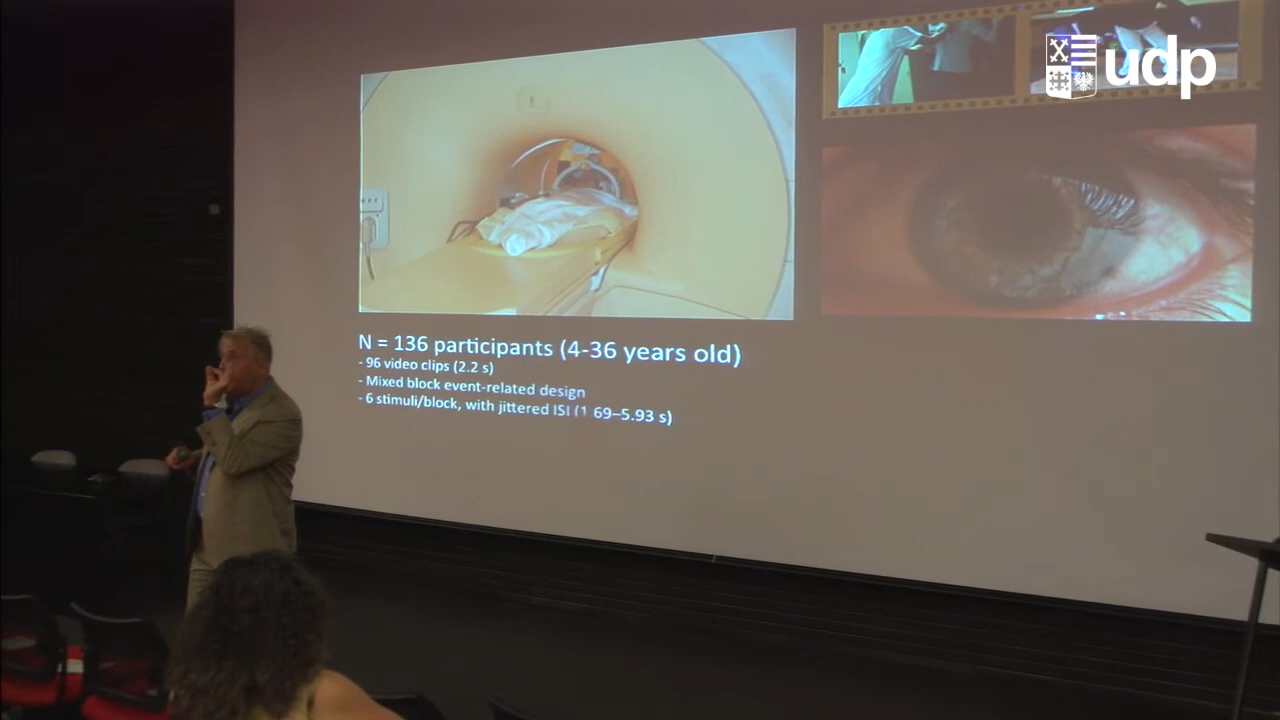 udp
N = 136 participants (4-36 years old)
- 96 video clips (2.2 s)
- Mixed block event-related design
- 6 stimuli/block, with jittered ISI (1.69–5.93 s)